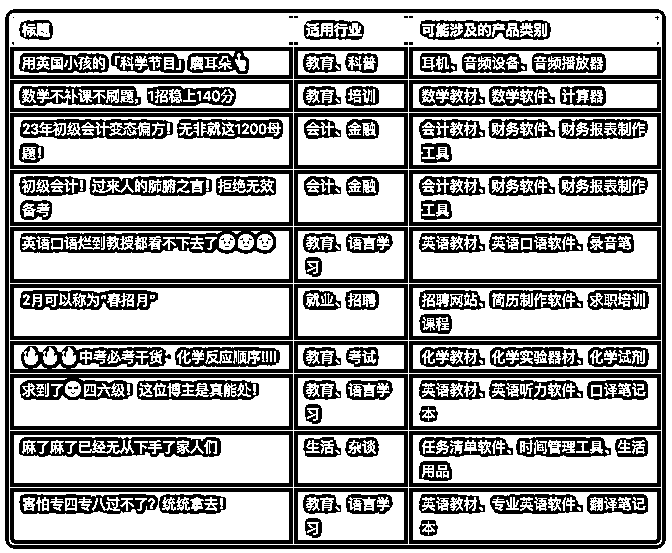 标题 适用行业 可能涉及的产品类别
用英国小孩的「科学节目」磨耳朵👆 教育、科普 耳机、音频设备、音频播放器
数学不补课不刷题，1招稳上140分 教育、培训 数学教材、数学软件、计算器
23年初级会计变态偏方！无非就这1200母 会计、金融 会计教材、财务软件、财务报表制作
题！ 工具
初级会计！过来人的肺腑之言！拒绝无效 会计、金融 会计教材、财务软件、财务报表制作
备考 工具
英语口语烂到教授都看不下去了 教育、语言学 英语教材、英语口语软件、录音笔
习
2月可以称为“春招月” 就业、招聘 招聘网站、简历制作软件、求职培训
课程
🔥🔥🔥中考必考干货·化学反应顺序!!!! 教育、考试 化学教材、化学实验器材、化学试剂
求到了四六级！这位博主是真能处！ 教育、语言学 英语教材、英语听力软件、口译笔记
习 本
麻了麻了已经无从下手了家人们 生活、杂谈 任务清单软件、时间管理工具、生活
用品
害怕专四专八过不了？统统拿去！ 教育、语言学 英语教材、专业英语软件、翻译笔记
习 本